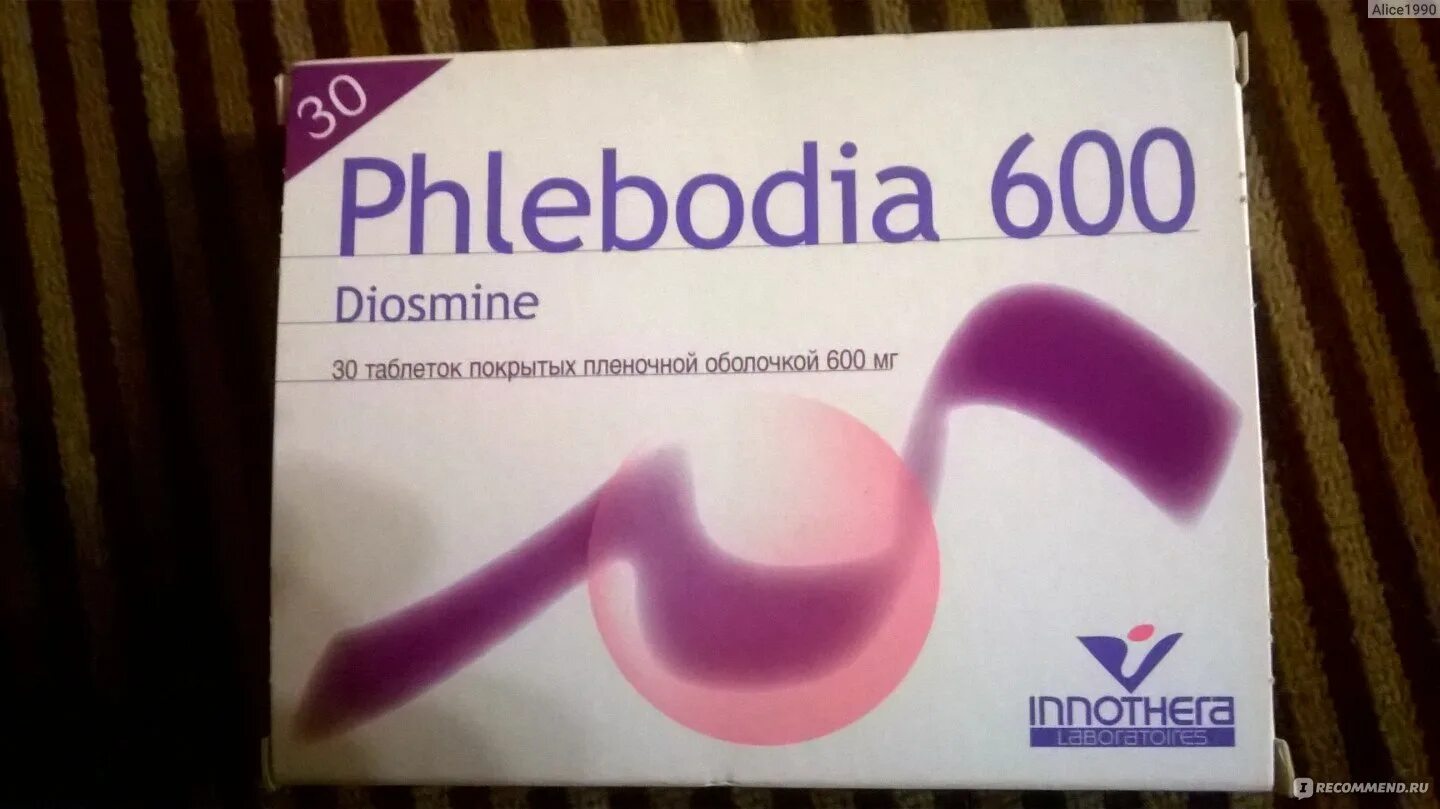 Alice1990
30
Phlebodia 600
Diosmine
30 таблеток покрытых пленочной оболочкой 600 мг
INNOTHERA
LABORATOIRES
I RECOMMEND.RU